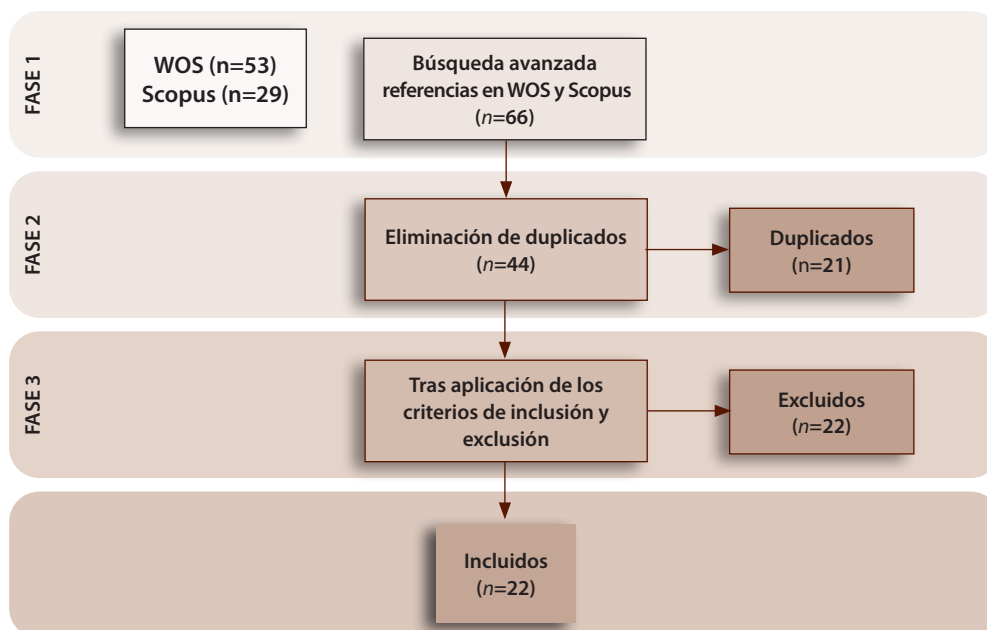 FASE 1
WOS (n=53)
Scopus (n=29)
Búsqueda avanzada
referencias en WOS y Scopus
(n=66)
FASE 2
Eliminación de duplicados
(n=44)
Duplicados
(n=21)
FASE 3
Tras aplicación de los
criterios de inclusión y
exclusión
Excluidos
(n=22)
Incluidos
(n=22)